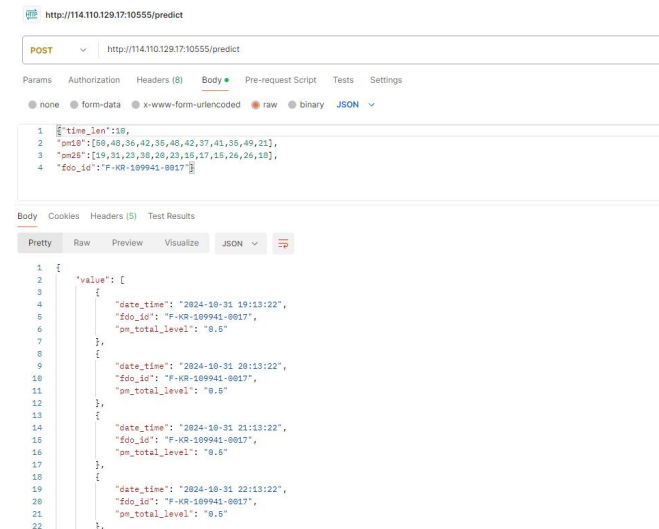 HTTP http://114.110.129.17:10555/predict
POST http://114.110.129.17:10555/predict
Params Authorization Headers (8) Body Pre-request Script Tests Settings
none form-data x-www-form-urlencoded raw binary JSON
1 {"time_len":10,
2 "pm10":[50,48,36,42,35,48,42,37,41,35,49,21],
3 "pm25":[19,31,23,38,20,23,15,17,15,26,26,18],
4 "fdo_id":"F-KR-109941-0017"}
Body Cookies Headers (5) Test Results
Pretty Raw Preview Visualize JSON
1 {
2 "value": [
3 {
4 "date_time": "2024-10-31 19:13:22",
5 "fdo_id": "F-KR-109941-0017",
6 "pm_total_level": "0.5"
7 },
8 {
9 "date_time": "2024-10-31 20:13:22",
10 "fdo_id": "F-KR-109941-0017",
11 "pm_total_level": "0.5"
12 },
13 {
14 "date_time": "2024-10-31 21:13:22",
15 "fdo_id": "F-KR-109941-0017",
16 "pm_total_level": "0.5"
17 },
18 {
19 "date_time": "2024-10-31 22:13:22",
20 "fdo_id": "F-KR-109941-0017",
21 "pm_total_level": "0.5"
22 },